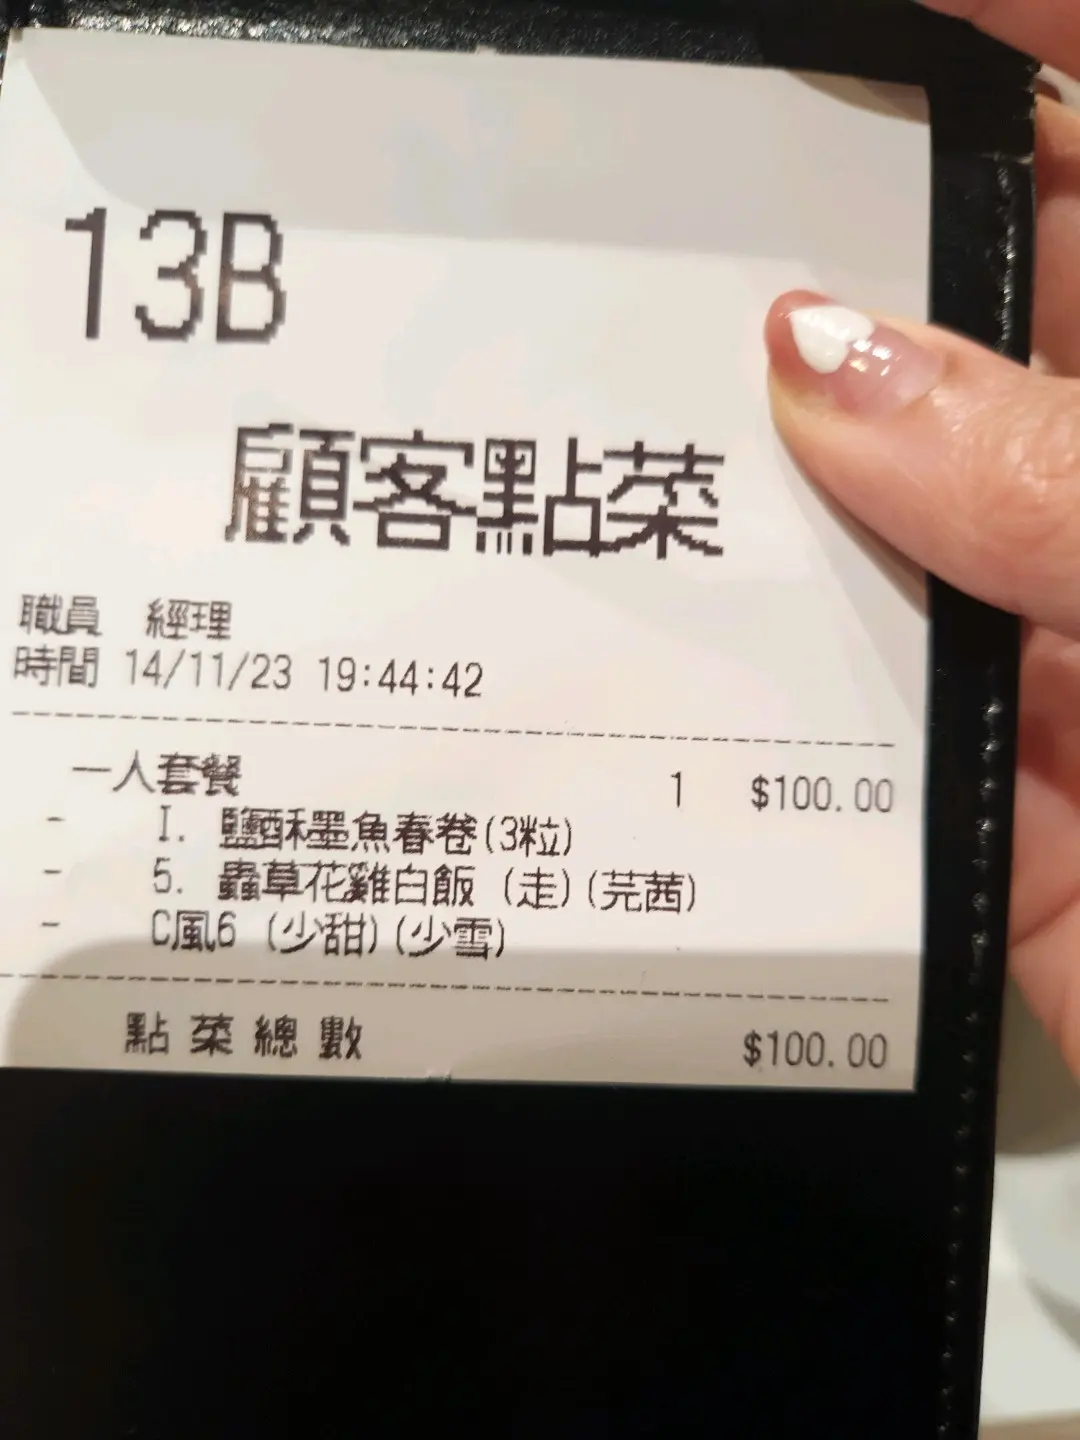 13B
顧客點菜
職員 經理
時間 14/11/23 19:44:42
一人套餐 1 $100.00
- I. 鹽酥墨魚春卷(3粒)
- 5. 蟲草花雞白飯 (走)(芫茜)
- C風6 (少甜)(少雪)
點菜總數 $100.00